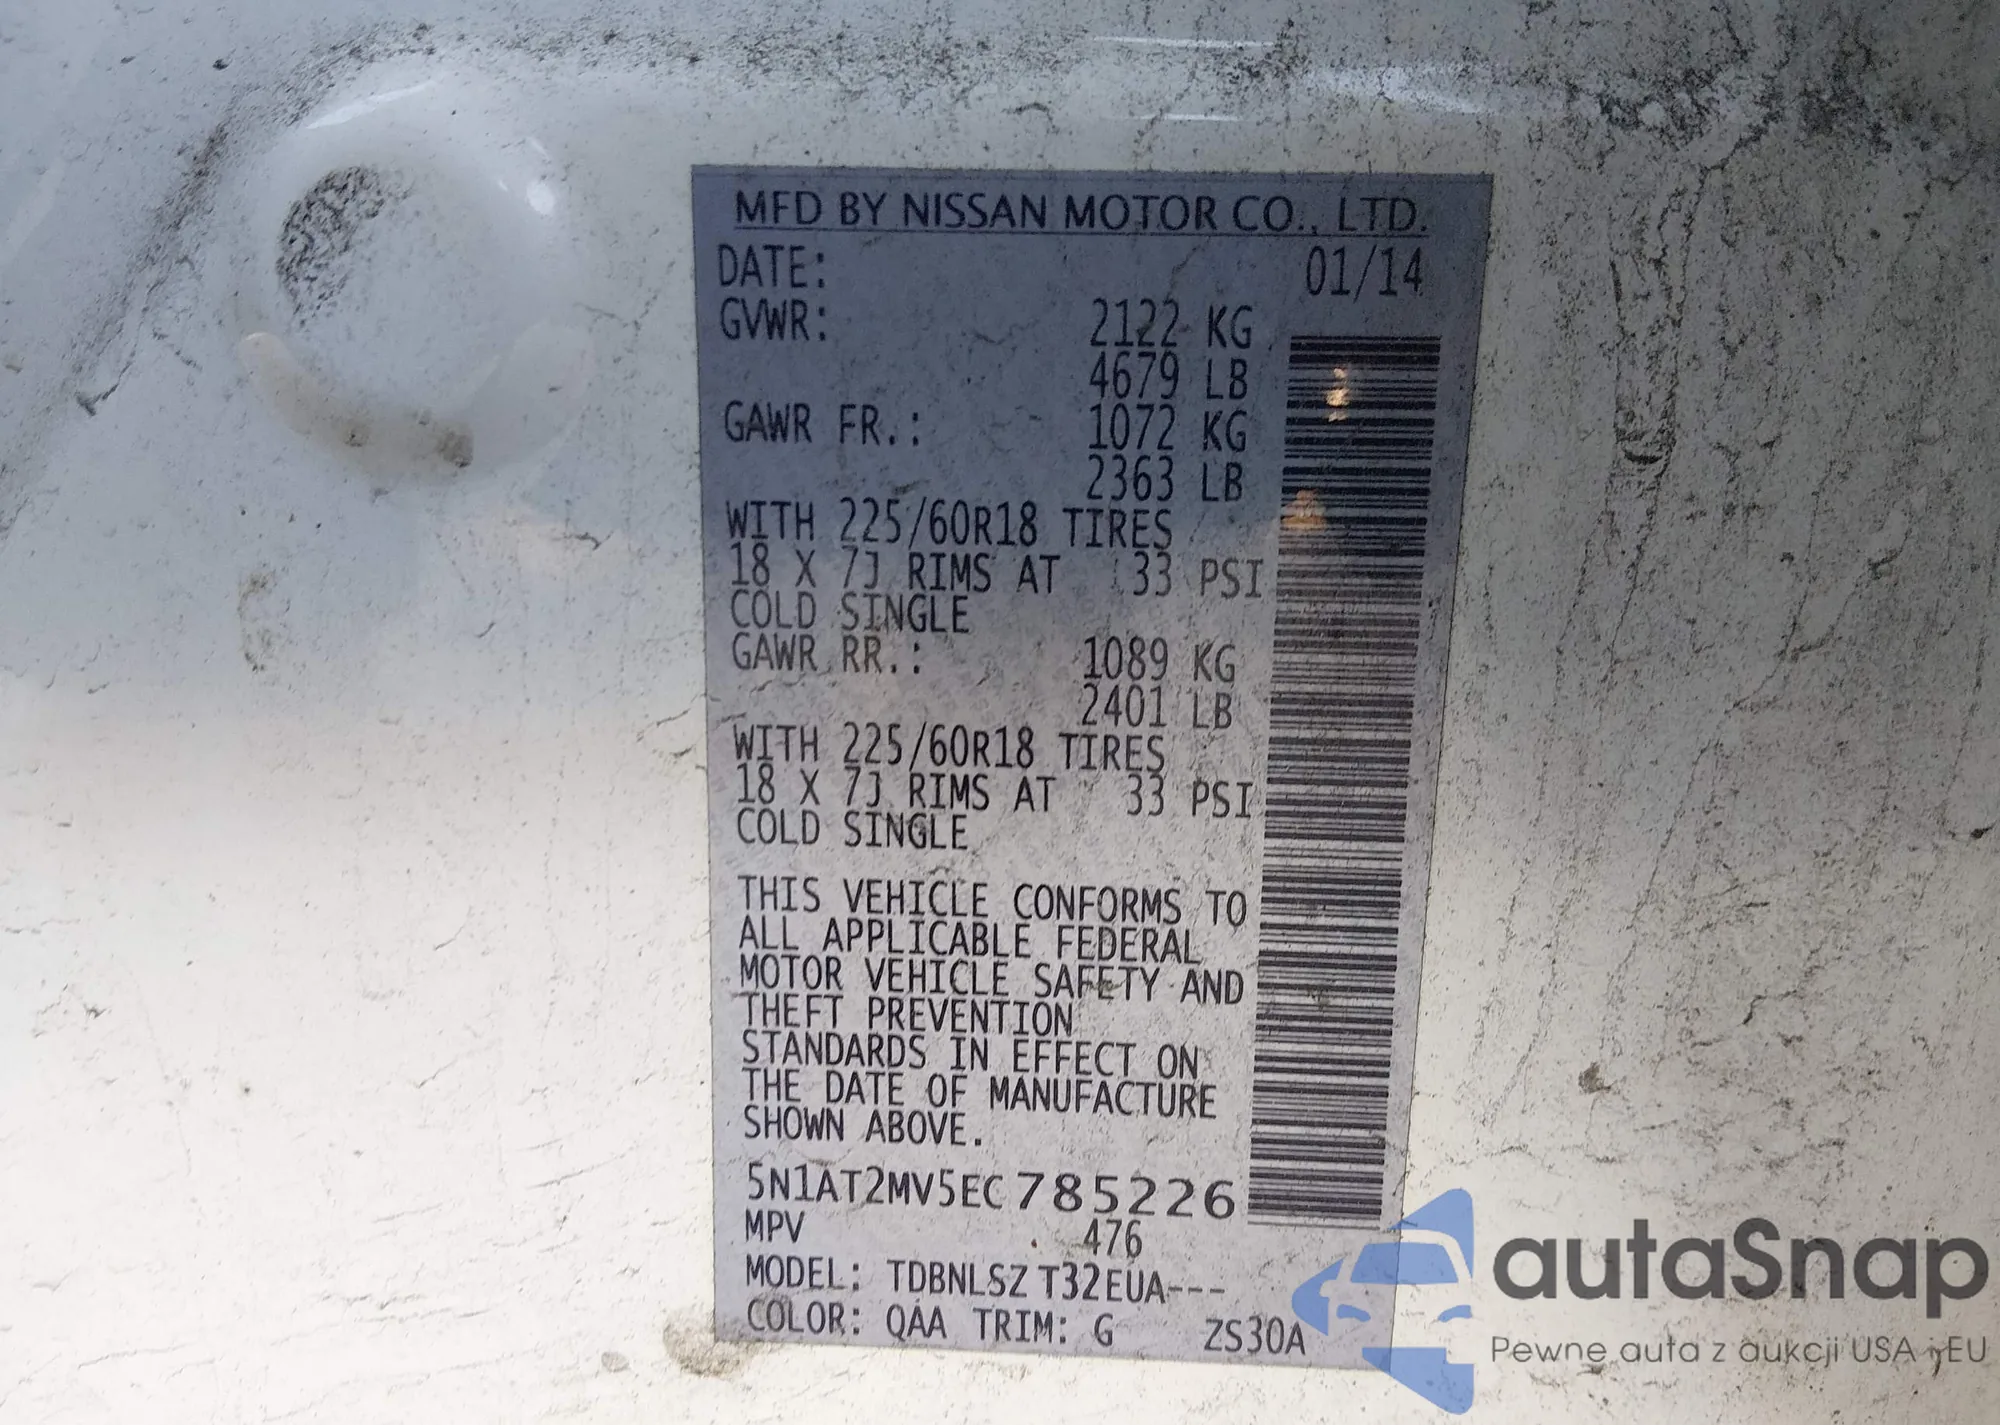 MFD BY NISSAN MOTOR CO., LTD.
DATE: 01/14
GVWR: 2122 KG
4679 LB
GAWR FR.: 1072 KG
2363 LB
WITH 225/60R18 TIRES
18 X 7J RIMS AT 33 PSI
COLD SINGLE
GAWR RR.: 1089 KG
2401 LB
WITH 225/60R18 TIRES
18 X 7J RIMS AT 33 PSI
COLD SINGLE
THIS VEHICLE CONFORMS TO
ALL APPLICABLE FEDERAL
MOTOR VEHICLE SAFETY AND
THEFT PREVENTION
STANDARDS IN EFFECT ON
THE DATE OF MANUFACTURE
SHOWN ABOVE.
5N1AT2MV5EC785226
MPV 476
MODEL: TDBNLSZ T32EUA---
COLOR: QAA TRIM: G ZS30A
autaSnap
Pewne auta z aukcji USA i EU